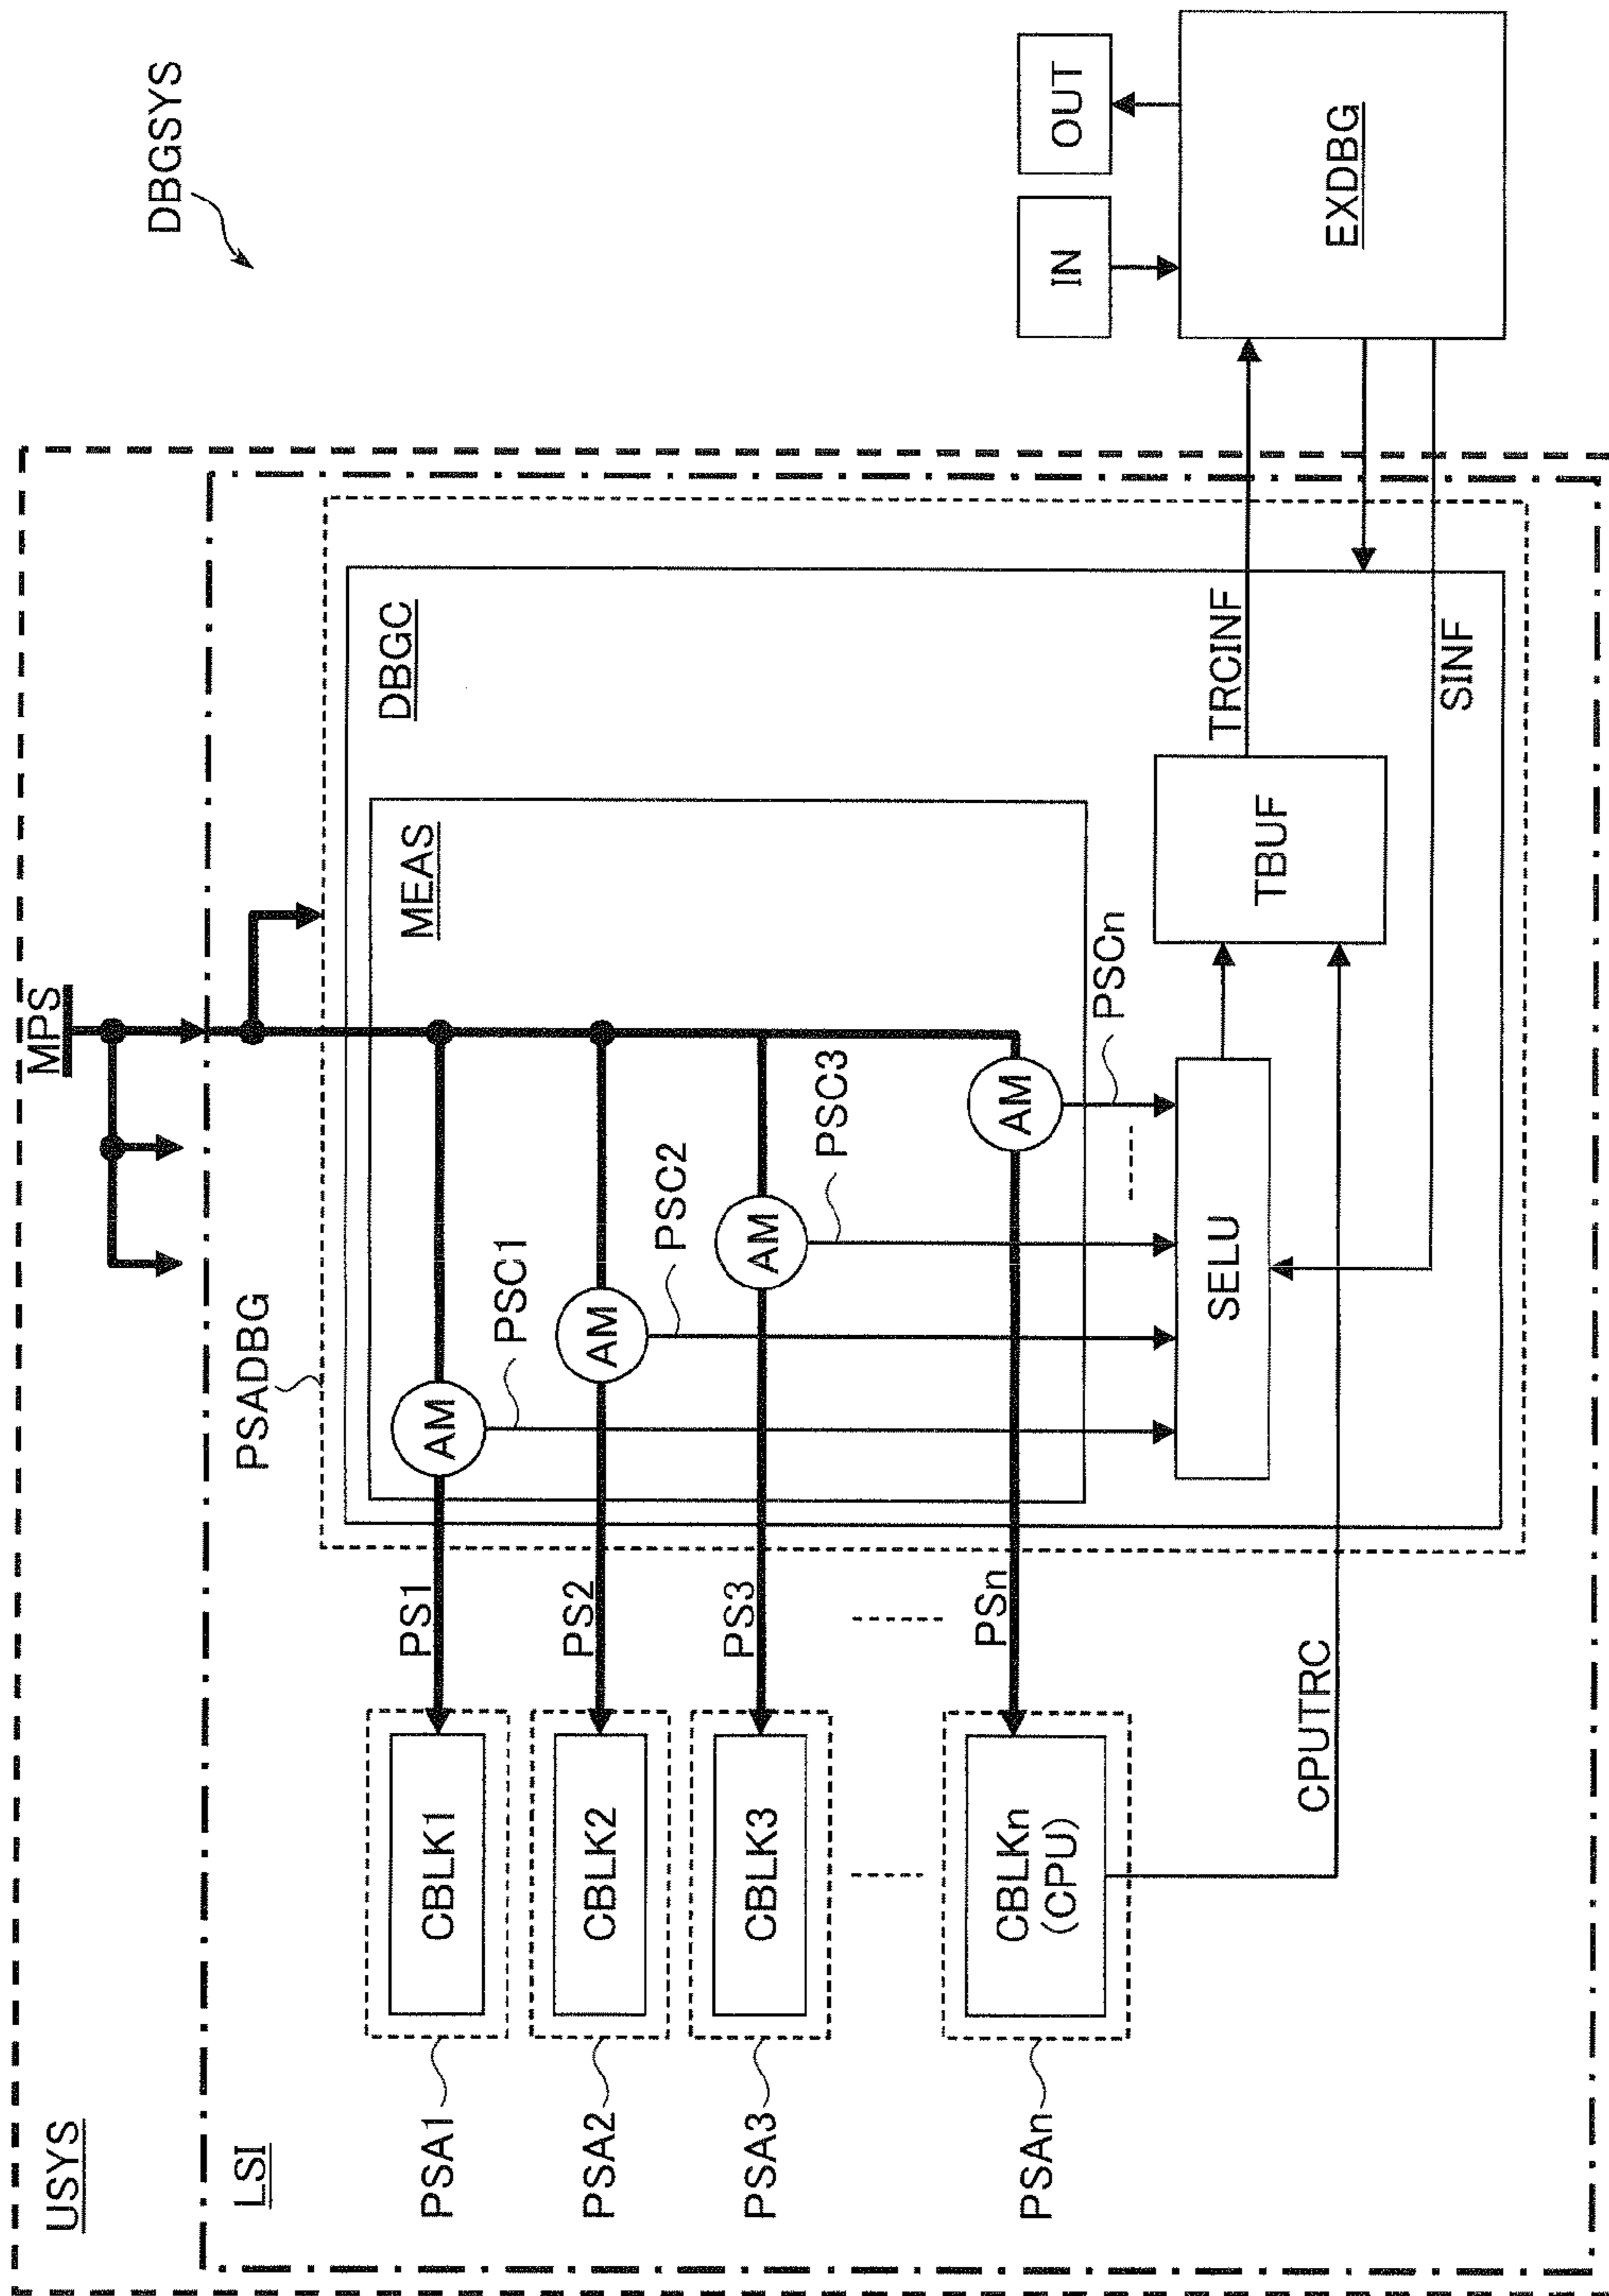 DBGSYS
USYS
MPS
LSI
PSADBG
DBGC
MEAS
PSA1
CBLK1
PS1
AM
PSC1
PSA2
CBLK2
PS2
AM
PSC2
PSA3
CBLK3
PS3
AM
PSC3
PSAn
CBLKn
(CPU)
PSn
AM
PSCn
SELU
TBUF
CPUTRC
TRCINF
SINF
IN
OUT
EXDBG